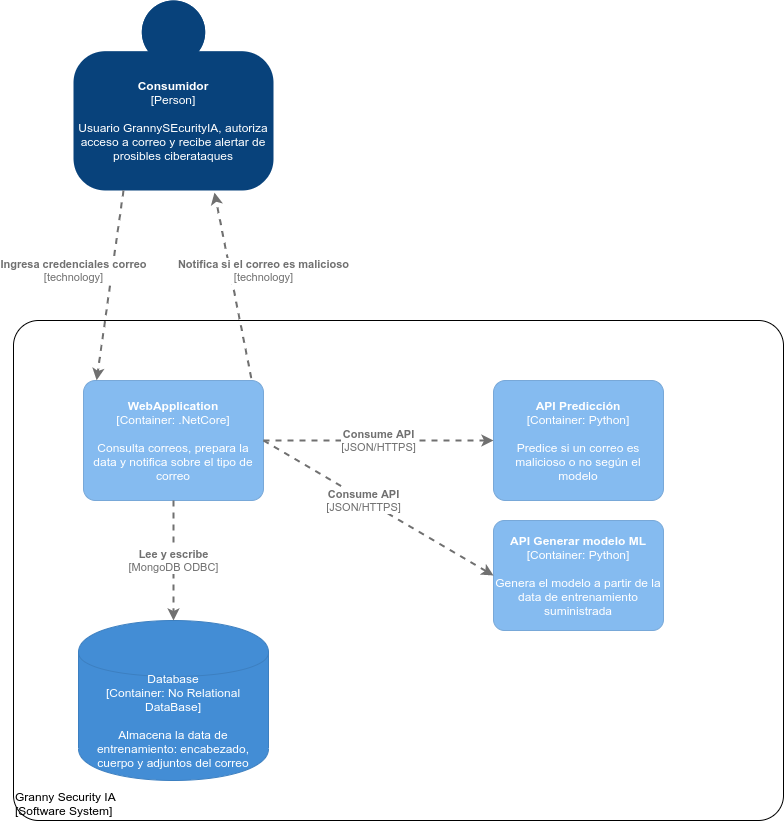 Consumidor
[Person]
Usuario GrannySEcurityIA, autoriza
acceso a correo y recibe alertar de
prosibles ciberataques
Ingresa credenciales correo
[technology]
Notifica si el correo es malicioso
[technology]
WebApplication
[Container: .NetCore]
Consulta correos, prepara la
data y notifica sobre el tipo de
correo
Consume API
[JSON/HTTPS]
API Predicción
[Container: Python]
Predice si un correo es
malicioso o no según el
modelo
Consume API
[JSON/HTTPS]
API Generar modelo ML
[Container: Python]
Genera el modelo a partir de la
data de entrenamiento
suministrada
Lee y escribe
[MongoDB ODBC]
Database
[Container: No Relational
DataBase]
Almacena la data de
entrenamiento: encabezado,
cuerpo y adjuntos del correo
Granny Security IA
[Software System]